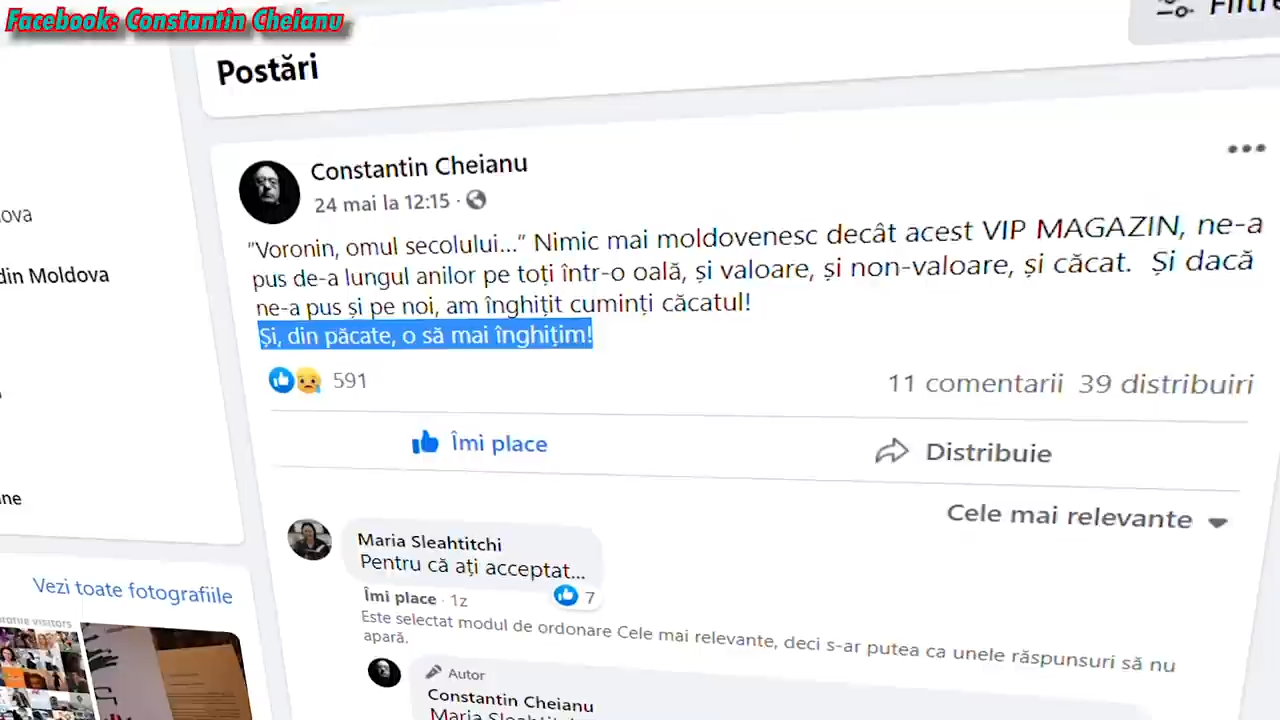 Facebook: Constantin Cheianu
Filtre
Postări
Constantin Cheianu
24 mai la 12:15 ·
ova
din Moldova
"Voronin, omul secolului..." Nimic mai moldovenesc decât acest VIP MAGAZIN, ne-a
pus de-a lungul anilor pe toți într-o oală, și valoare, și non-valoare, și căcat. Și dacă
ne-a pus și pe noi, am înghițit cuminți căcatul!
Și, din păcate, o să mai înghițim!
591
11 comentarii 39 distribuiri
Îmi place
Distribuie
ne
Cele mai relevante
Maria Sleahtitchi
Pentru că ați acceptat...
Îmi place · 1z
7
Este selectat modul de ordonare Cele mai relevante, deci s-ar putea ca unele răspunsuri să nu
apară.
Vezi toate fotografiile
Autor
Constantin Cheianu